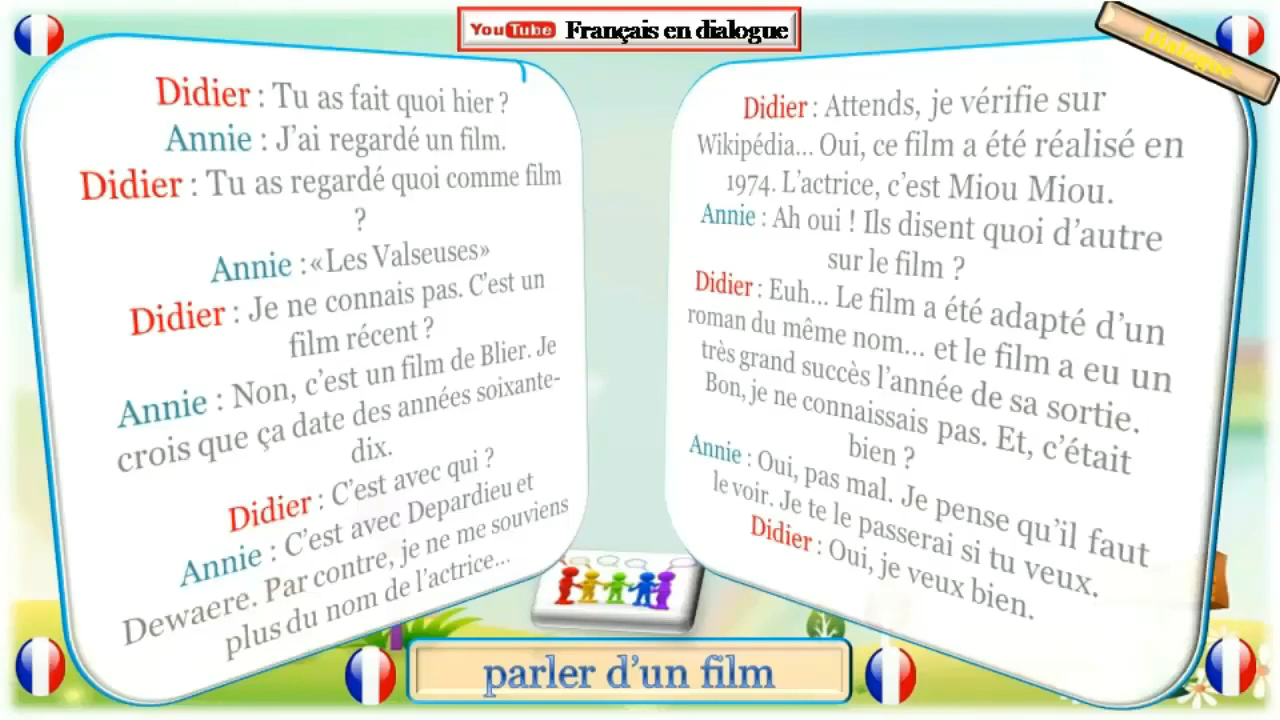 YouTube Français en dialogue
Dialogue
Didier : Tu as fait quoi hier ?
Annie : J'ai regardé un film.
Didier : Tu as regardé quoi comme film
?
Annie :«Les Valseuses»
Didier : Je ne connais pas. C'est un
film récent ?
Annie : Non, c'est un film de Blier. Je
crois que ça date des années soixante-
dix.
Didier : C'est avec qui ?
Annie : C'est avec Depardieu et
Dewaere. Par contre, je ne me souviens
plus du nom de l'actrice...
Didier : Attends, je vérifie sur
Wikipédia... Oui, ce film a été réalisé en
1974. L'actrice, c'est Miou Miou.
Annie : Ah oui ! Ils disent quoi d'autre
sur le film ?
Didier : Euh... Le film a été adapté d'un
roman du même nom... et le film a eu un
très grand succès l'année de sa sortie.
Bon, je ne connaissais pas. Et, c'était
bien ?
Annie : Oui, pas mal. Je pense qu'il faut
le voir. Je te le passerai si tu veux.
Didier : Oui, je veux bien.
parler d'un film